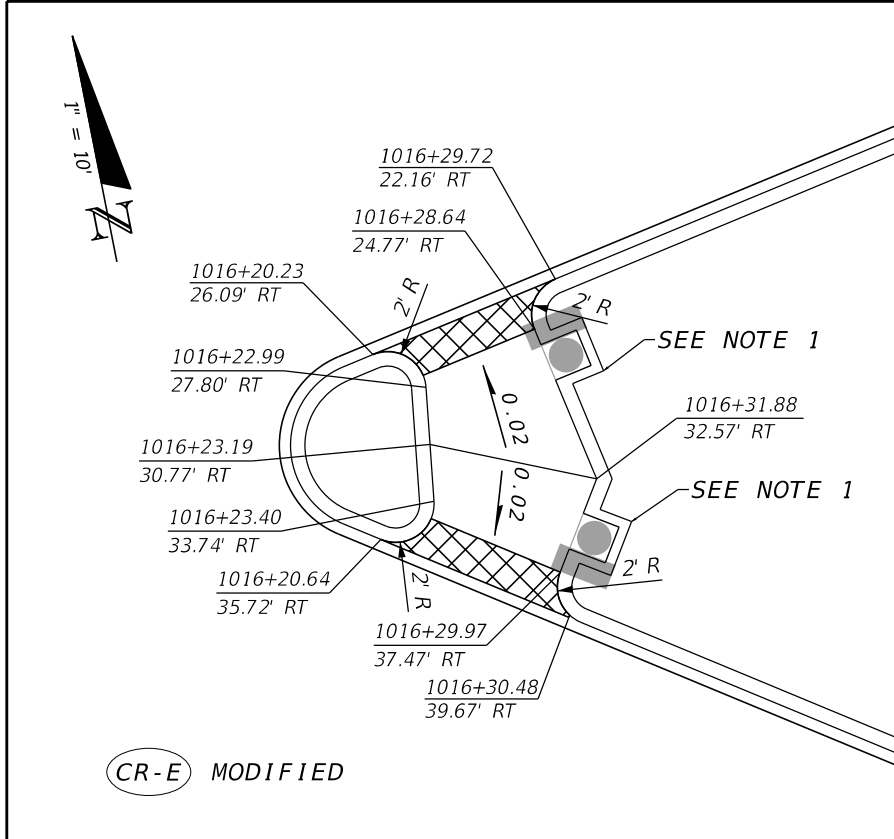 1" = 10'
N
1016+29.72
22.16' RT
1016+28.64
24.77' RT
1016+20.23
26.09' RT
2' R
2' R
1016+22.99
27.80' RT
SEE NOTE 1
0.02
1016+31.88
32.57' RT
1016+23.19
30.77' RT
0.02
SEE NOTE 1
1016+23.40
33.74' RT
1016+20.64
35.72' RT
2' R
2' R
1016+29.97
37.47' RT
1016+30.48
39.67' RT
CR-E MODIFIED